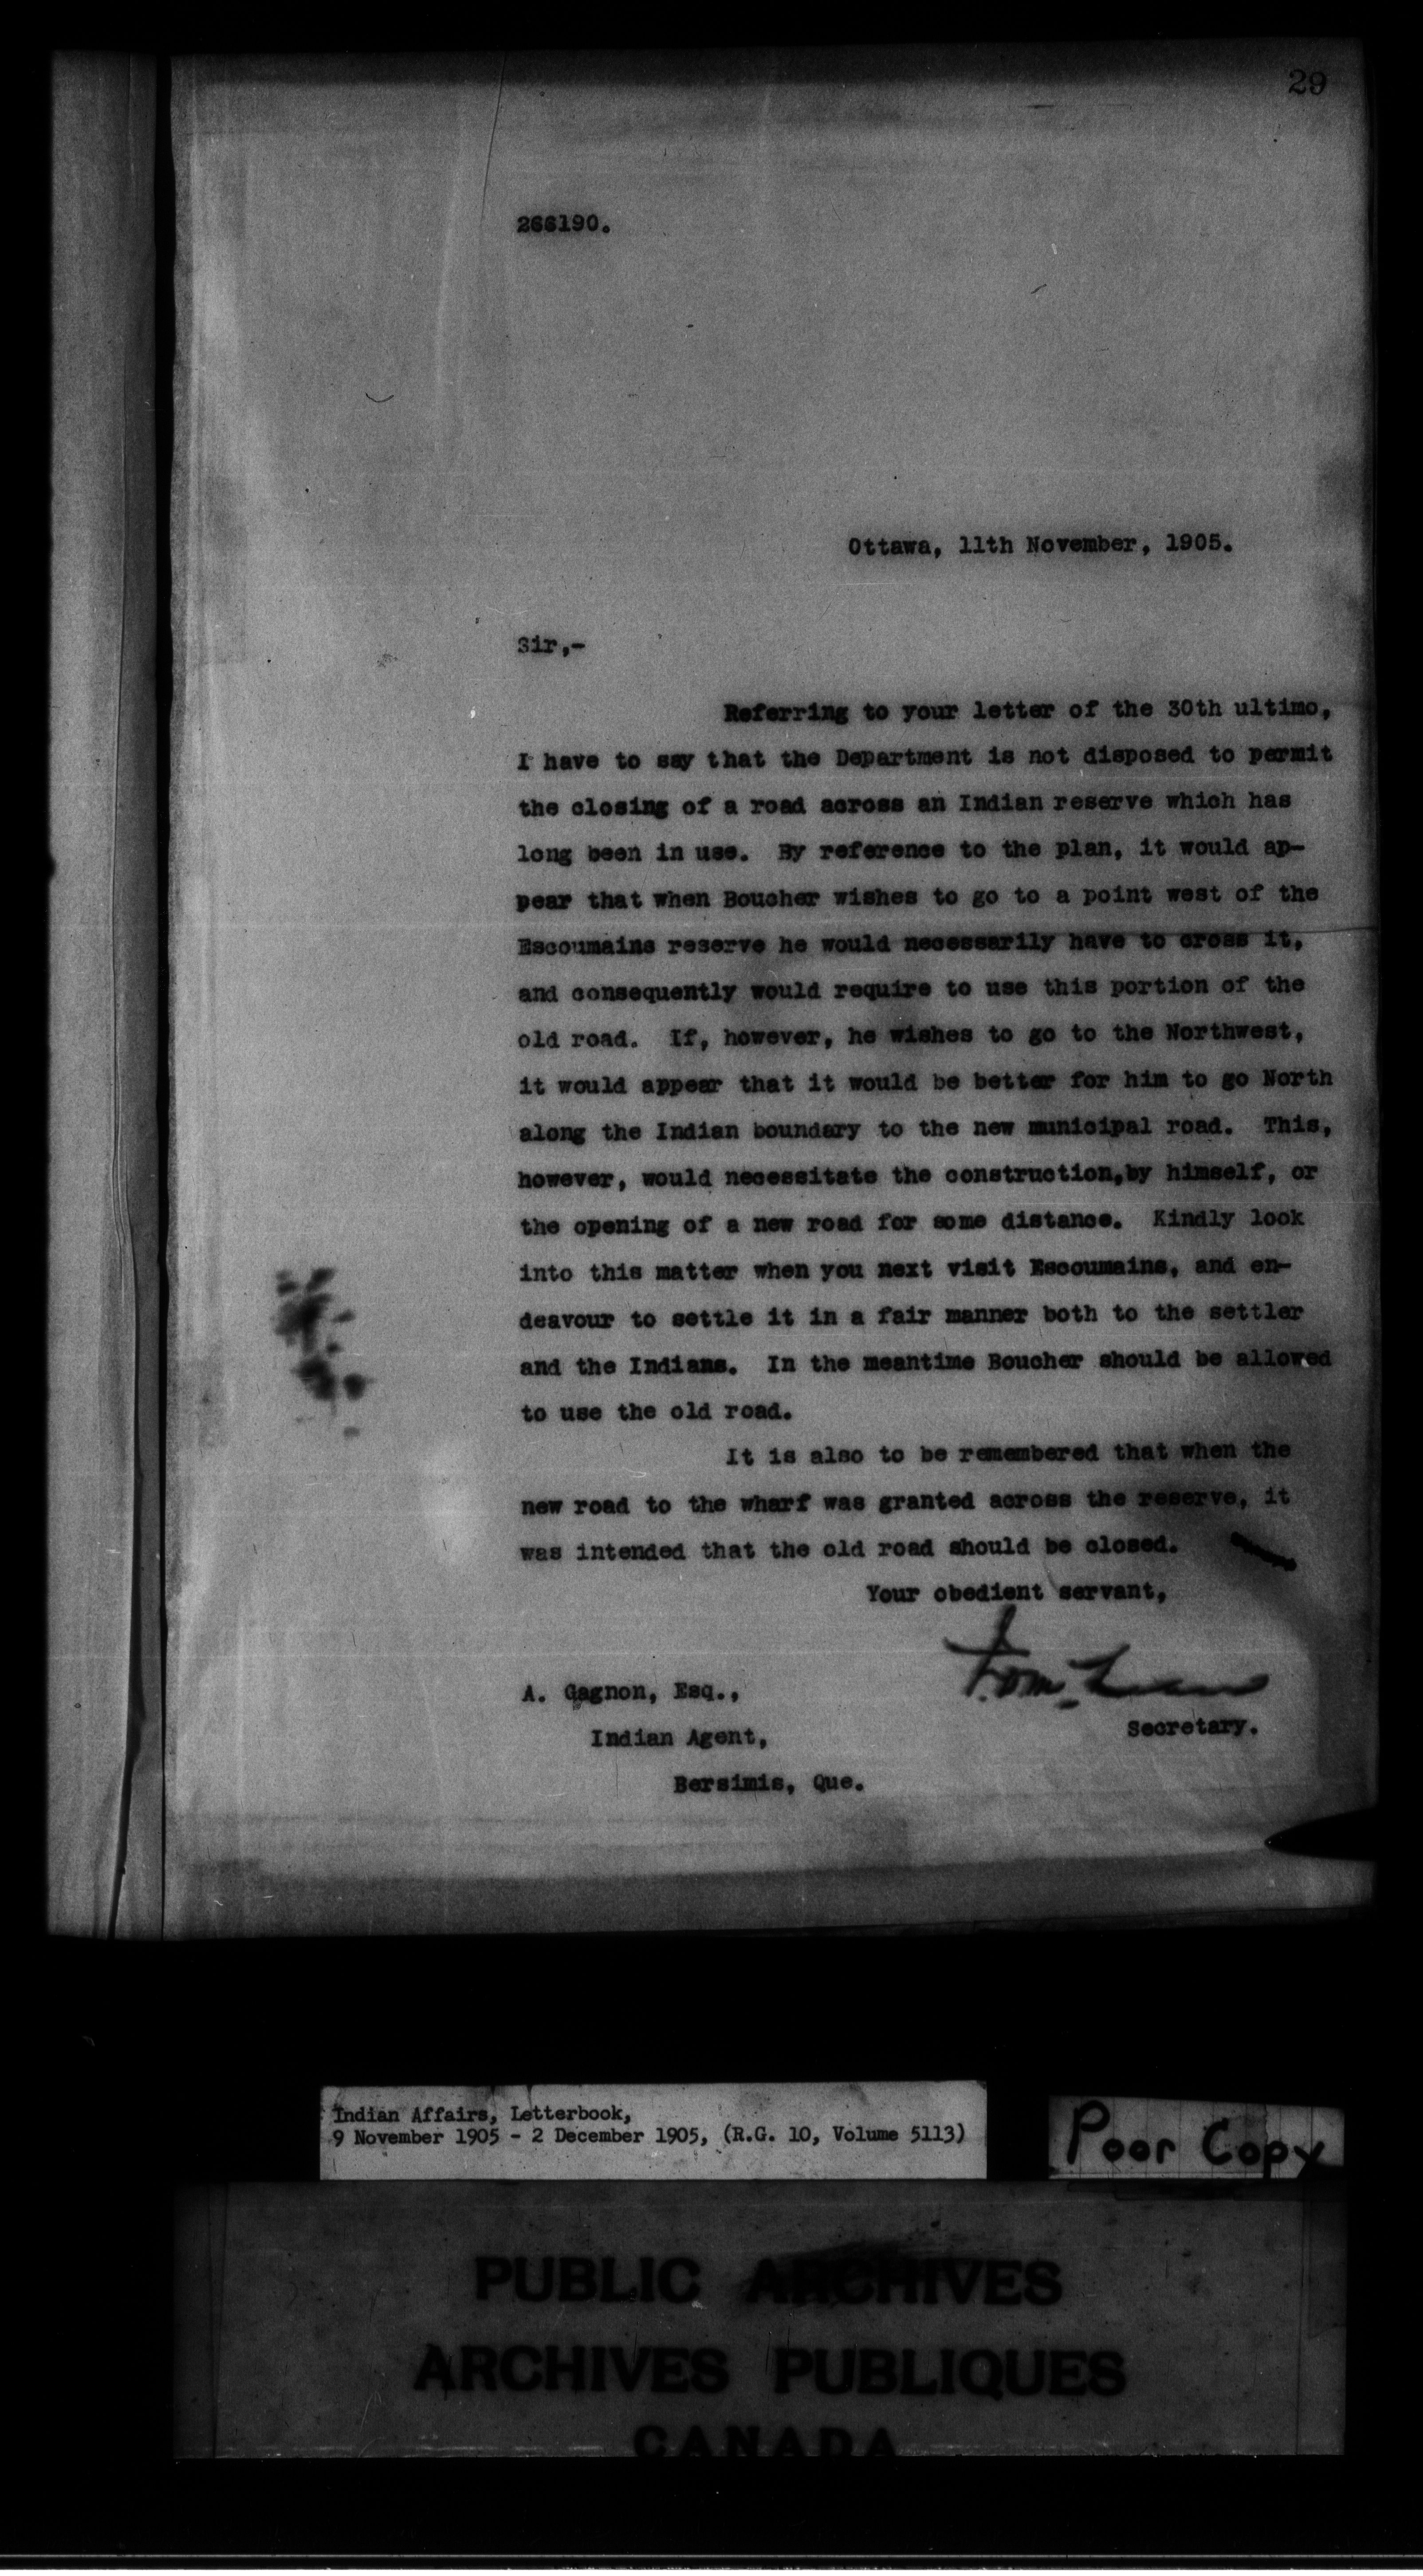 29
266190.
Ottawa, 11th November, 1905.
Sir,-
Referring to your letter of the 30th ultimo,
I have to say that the Department is not disposed to permit
the closing of a road across an Indian reserve which has
long been in use. By reference to the plan, it would ap-
pear that when Boucher wishes to go to a point west of the
Escoumains reserve he would necessarily have to cross it,
and consequently would require to use this portion of the
old road. If, however, he wishes to go to the Northwest,
it would appear that it would be better for him to go North
along the Indian boundary to the new municipal road. This,
however, would necessitate the construction,by himself, or
the opening of a new road for some distance. Kindly look
into this matter when you next visit Escoumains, and en-
deavour to settle it in a fair manner both to the settler
and the Indians. In the meantime Boucher should be allowed
to use the old road.
It is also to be remembered that when the
new road to the wharf was granted across the reserve, it
was intended that the old road should be closed.
Your obedient servant,
A. Gagnon, Esq.,
Secretary.
Indian Agent,
Bersimis, Que.
Indian Affairs, Letterbook,
9 November 1905 - 2 December 1905, (R.G. 10, Volume 5113)
Poor Copy
PUBLIC ARCHIVES
ARCHIVES PUBLIQUES
CANADA